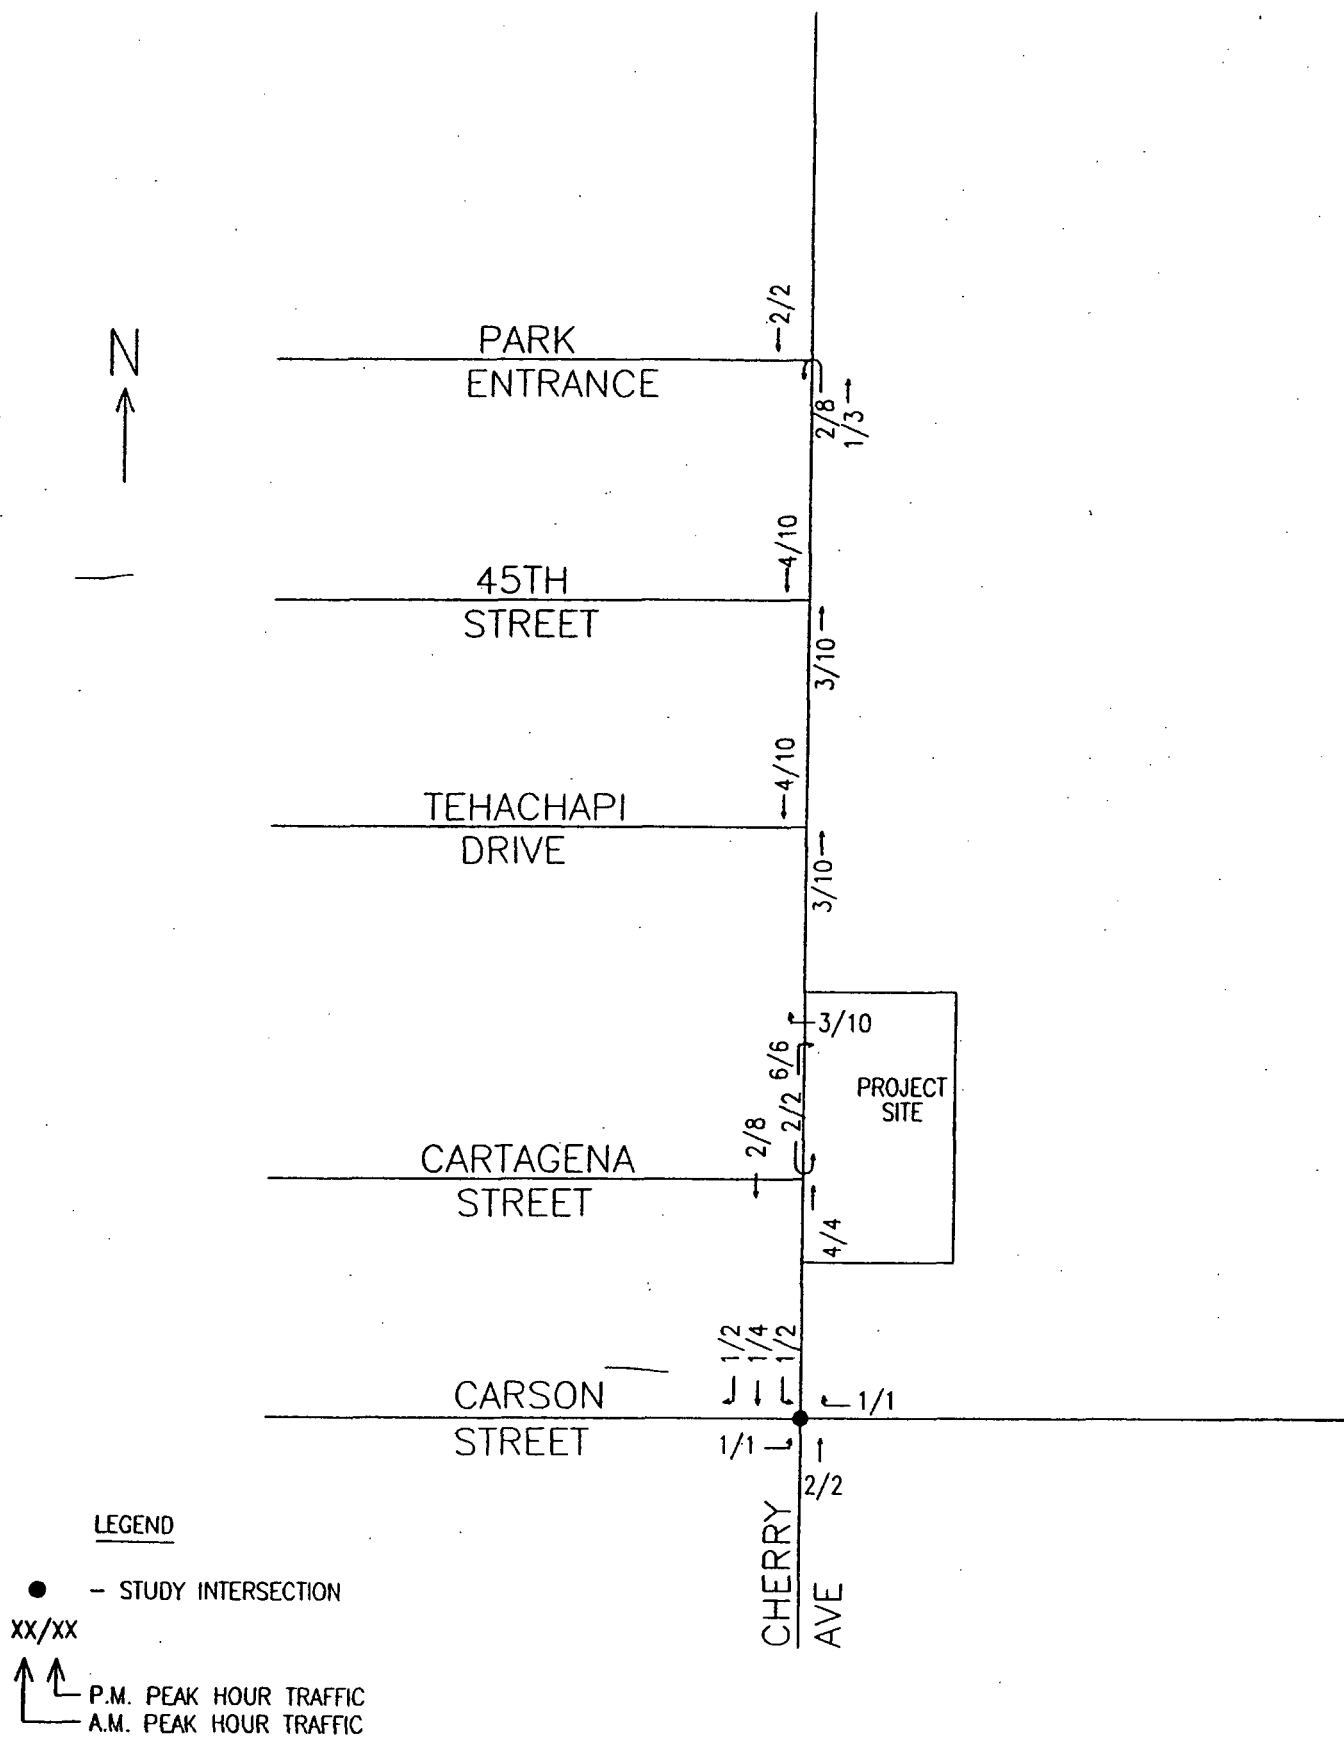 2/2
N
PARK
ENTRANCE
2/8
1/3
4/10
45TH
STREET
3/10
4/10
TEHACHAPI
DRIVE
3/10
3/10
6/6
PROJECT
SITE
2/2
2/8
CARTAGENA
STREET
4/4
1/2
1/4
1/2
CARSON
STREET
1/1
1/1
2/2
CHERRY
AVE
LEGEND
– STUDY INTERSECTION
XX/XX
P.M. PEAK HOUR TRAFFIC
A.M. PEAK HOUR TRAFFIC